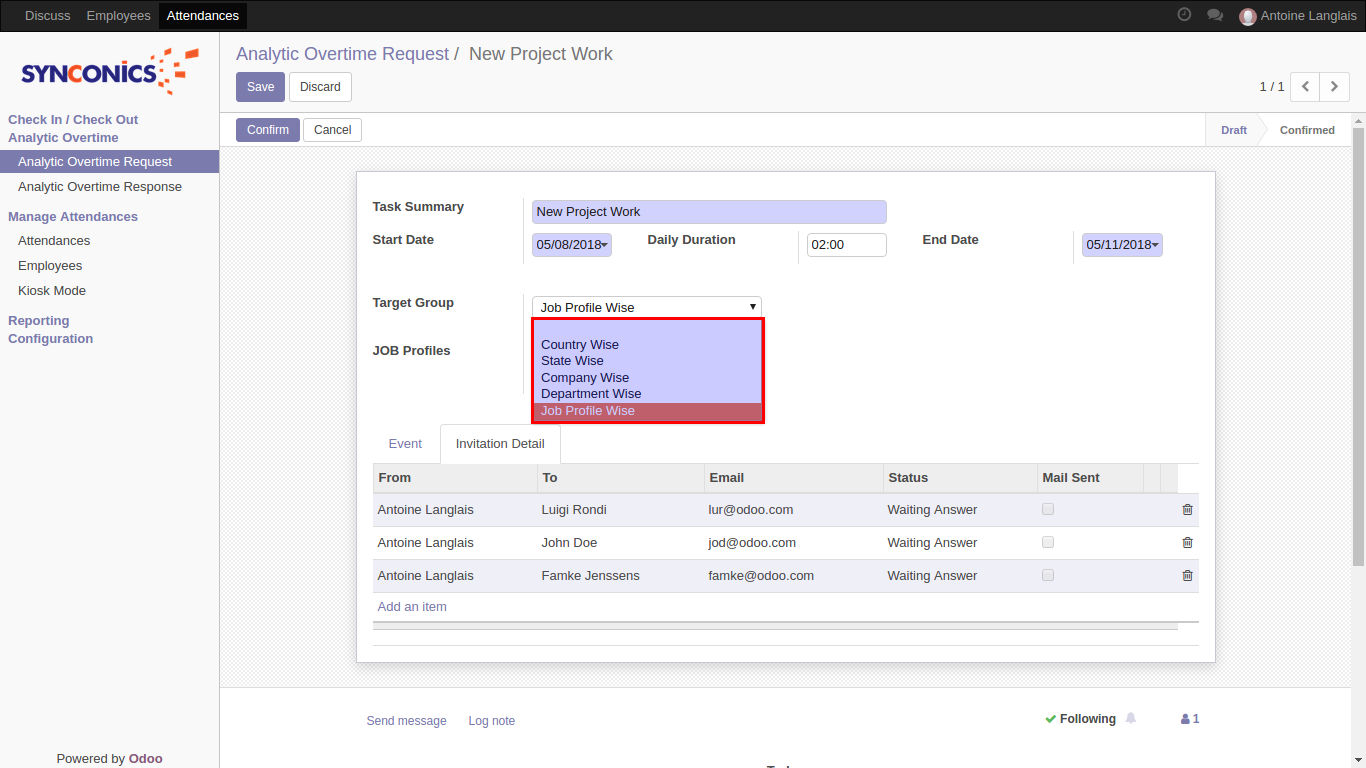 Discuss Employees Attendances Antoine Langlais
SYNCONICS
Check In / Check Out
Analytic Overtime
Analytic Overtime Request
Analytic Overtime Response
Manage Attendances
Attendances
Employees
Kiosk Mode
Reporting
Configuration
Powered by Odoo
Analytic Overtime Request / New Project Work
Save Discard 1 / 1
Confirm Cancel Draft Confirmed
Task Summary New Project Work
Start Date 05/08/2018 Daily Duration 02:00 End Date 05/11/2018
Target Group Job Profile Wise
JOB Profiles
Country Wise
State Wise
Company Wise
Department Wise
Job Profile Wise
Event Invitation Detail
From To Email Status Mail Sent
Antoine Langlais Luigi Rondi lur@odoo.com Waiting Answer
Antoine Langlais John Doe jod@odoo.com Waiting Answer
Antoine Langlais Famke Jenssens famke@odoo.com Waiting Answer
Add an item
Send message Log note Following 1